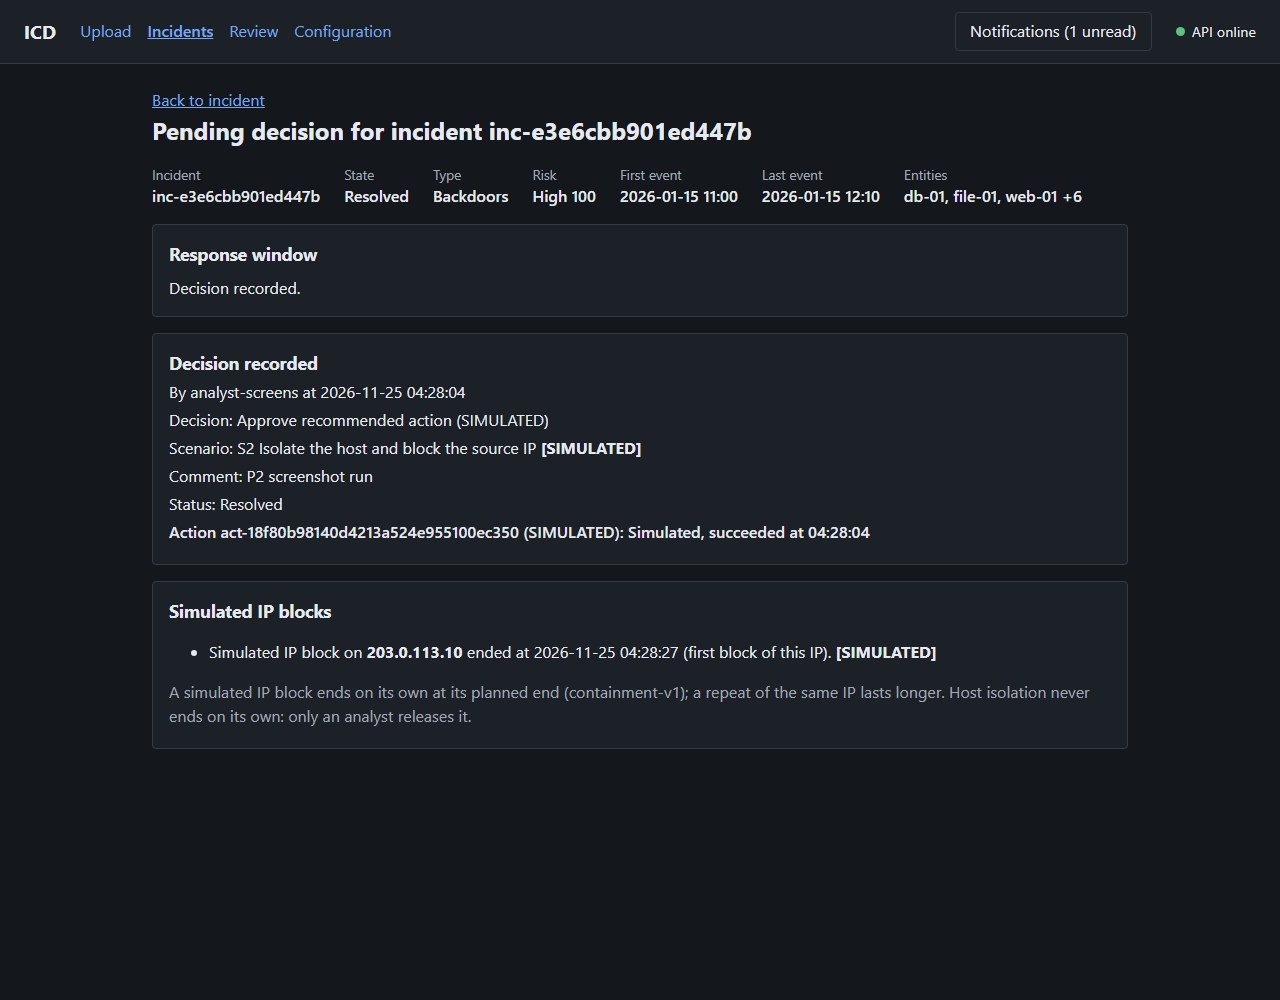 ICD Upload Incidents Review Configuration Notifications (1 unread) API online
Back to incident
Pending decision for incident inc-e3e6cbb901ed447b
Incident State Type Risk First event Last event Entities
inc-e3e6cbb901ed447b Resolved Backdoors High 100 2026-01-15 11:00 2026-01-15 12:10 db-01, file-01, web-01 +6
Response window
Decision recorded.
Decision recorded
By analyst-screens at 2026-11-25 04:28:04
Decision: Approve recommended action (SIMULATED)
Scenario: S2 Isolate the host and block the source IP [SIMULATED]
Comment: P2 screenshot run
Status: Resolved
Action act-18f80b98140d4213a524e955100ec350 (SIMULATED): Simulated, succeeded at 04:28:04
Simulated IP blocks
Simulated IP block on 203.0.113.10 ended at 2026-11-25 04:28:27 (first block of this IP). [SIMULATED]
A simulated IP block ends on its own at its planned end (containment-v1); a repeat of the same IP lasts longer. Host isolation never
ends on its own: only an analyst releases it.